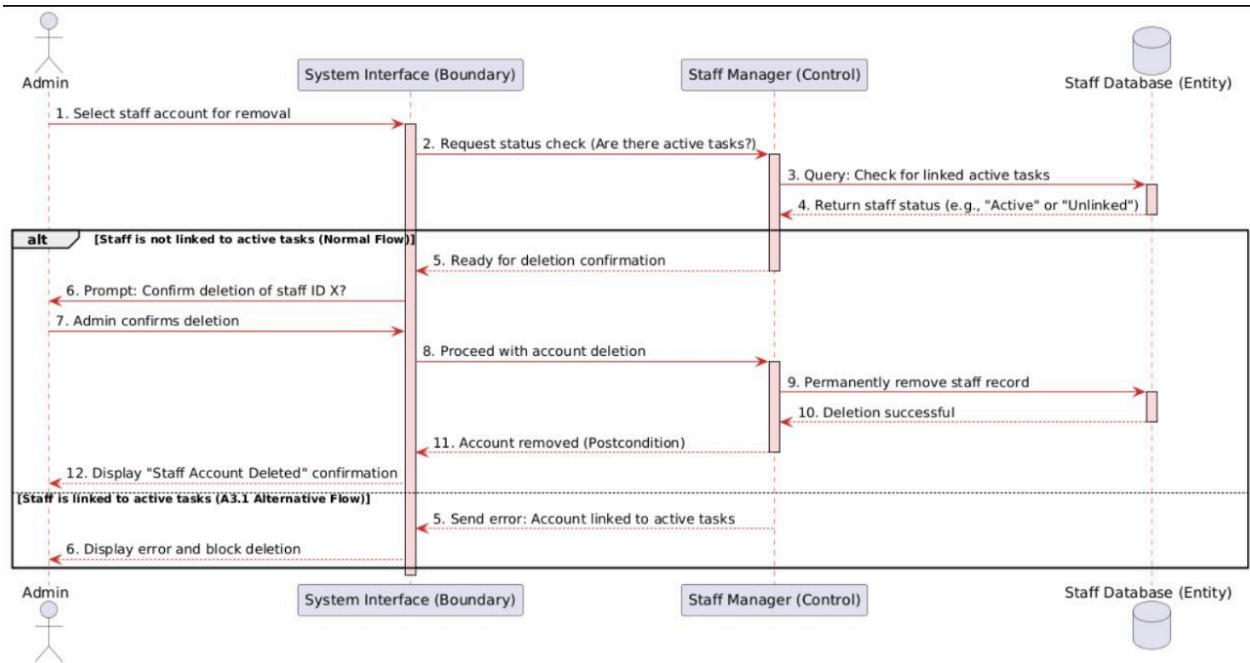 Admin
System Interface (Boundary)
Staff Manager (Control)
Staff Database (Entity)
1. Select staff account for removal
2. Request status check (Are there active tasks?)
3. Query: Check for linked active tasks
4. Return staff status (e.g., "Active" or "Unlinked")
alt
[Staff is not linked to active tasks (Normal Flow)]
5. Ready for deletion confirmation
6. Prompt: Confirm deletion of staff ID X?
7. Admin confirms deletion
8. Proceed with account deletion
9. Permanently remove staff record
10. Deletion successful
11. Account removed (Postcondition)
12. Display "Staff Account Deleted" confirmation
[Staff is linked to active tasks (A3.1 Alternative Flow)]
5. Send error: Account linked to active tasks
6. Display error and block deletion
Admin
System Interface (Boundary)
Staff Manager (Control)
Staff Database (Entity)